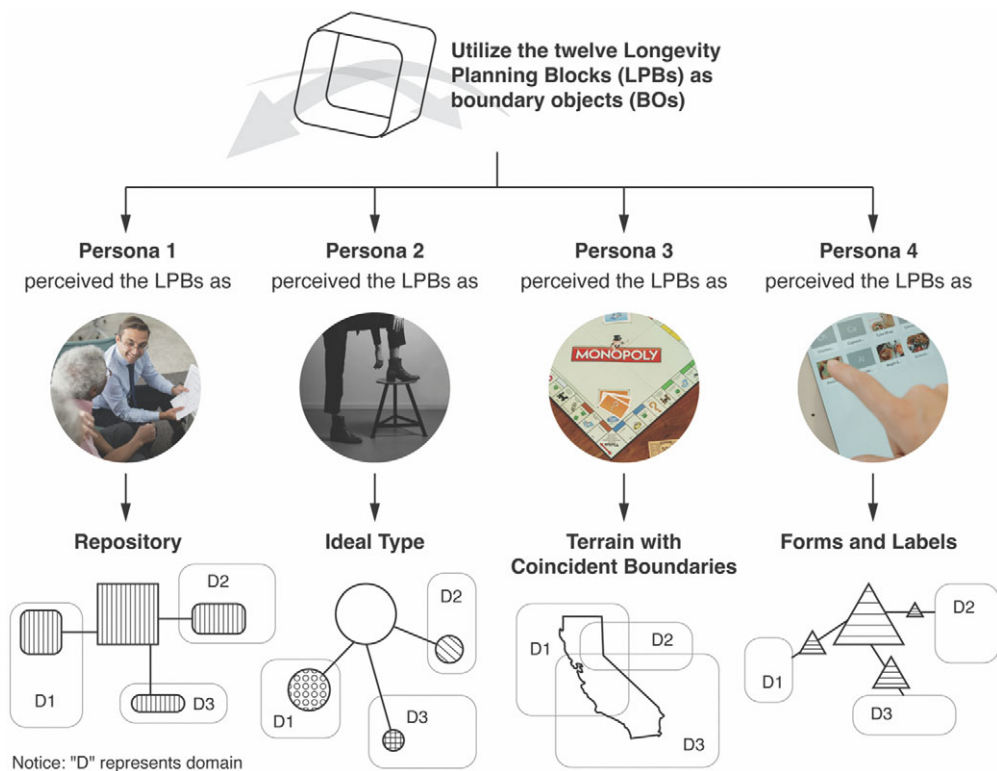 Utilize the twelve Longevity
Planning Blocks (LPBs) as
boundary objects (BOs)
Persona 1
perceived the LPBs as
Persona 2
perceived the LPBs as
Persona 3
perceived the LPBs as
Persona 4
perceived the LPBs as
MONOPOLY
Repository
Ideal Type
Terrain with
Coincident Boundaries
Forms and Labels
D1
D2
D3
D1
D2
D3
D1
D2
D3
D1
D2
D3
Notice: "D" represents domain